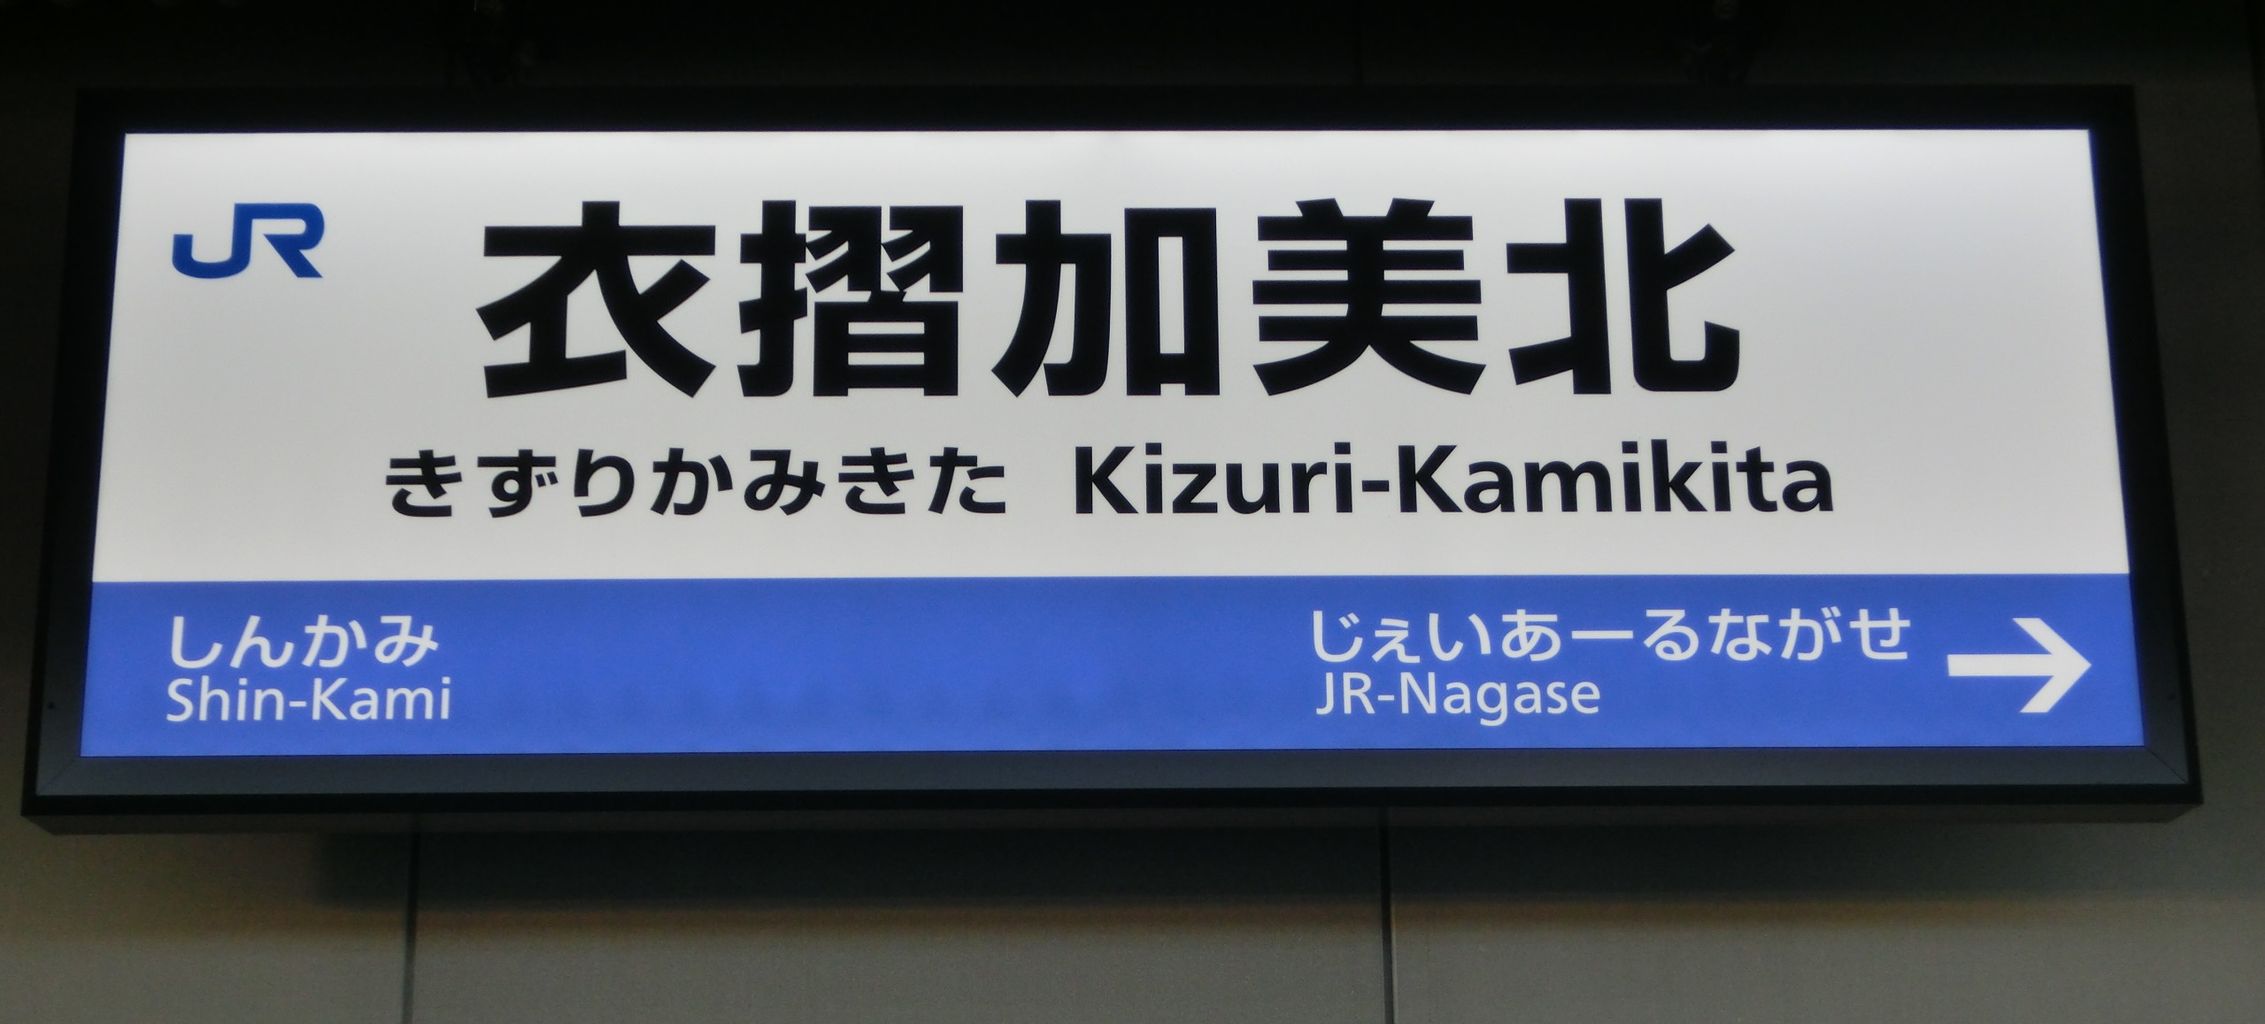 JR 衣摺加美北
きずりかみきた Kizuri-Kamikita
しんかみ じぇいあーるながせ →
Shin-Kami JR-Nagase